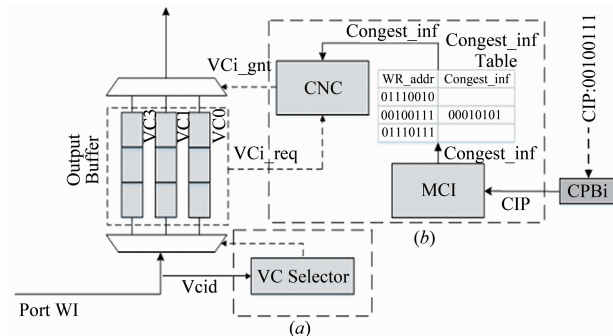 Congest_inf
VCi_gnt
Congest_inf
Table
CNC
WR_addr Congest_inf
01110010
00100111 00010101
01110111
CIP:00100111
VC3
VC1
VC0
Output
Buffer
VCi_req
Congest_inf
MCI
CIP
CPBi
(b)
VC Selector
Vcid
Port WI
(a)